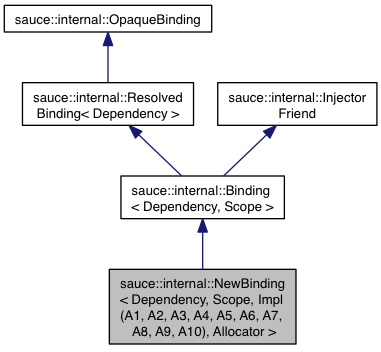 sauce::internal::OpaqueBinding
sauce::internal::Resolved
Binding< Dependency >
sauce::internal::Injector
Friend
sauce::internal::Binding
< Dependency, Scope >
sauce::internal::NewBinding
< Dependency, Scope, Impl
(A1, A2, A3, A4, A5, A6, A7,
A8, A9, A10), Allocator >